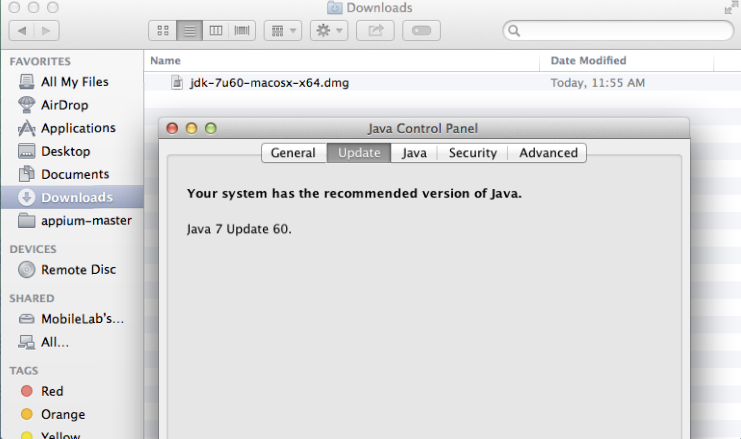 Downloads
FAVORITES
All My Files
AirDrop
Applications
Desktop
Documents
Downloads
appium-master
DEVICES
Remote Disc
SHARED
MobileLab's...
All...
TAGS
Red
Orange
Yellow
Name Date Modified
jdk-7u60-macosx-x64.dmg Today, 11:55 AM
Java Control Panel
General Update Java Security Advanced
Your system has the recommended version of Java.
Java 7 Update 60.